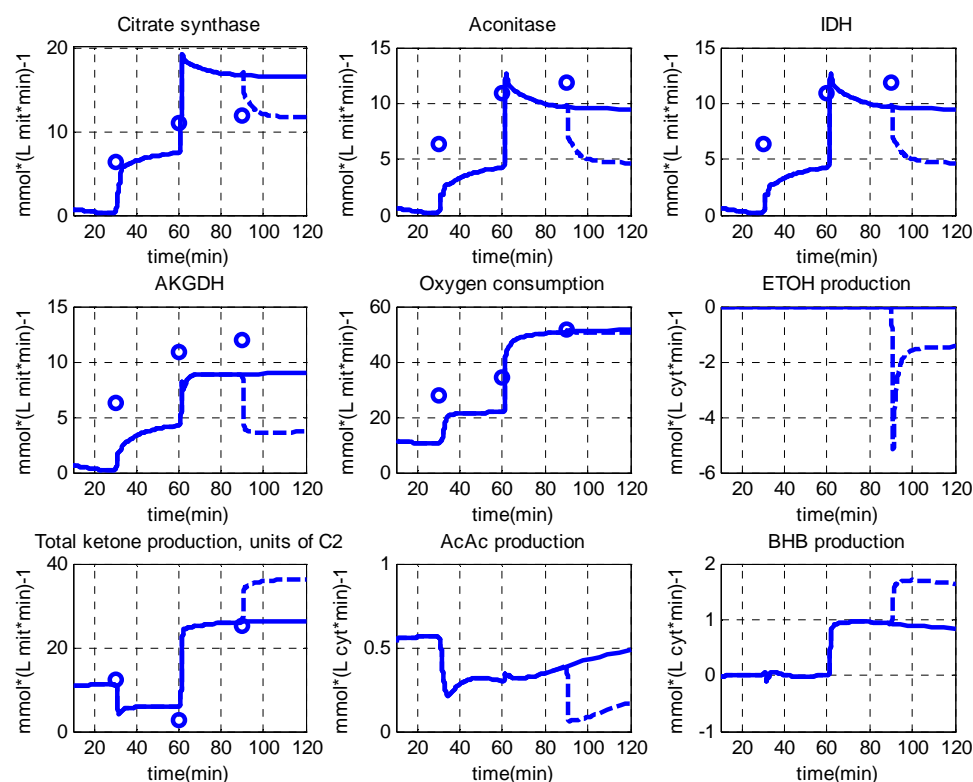 Citrate synthase
mmol*(L mit*min)-1
20
10
0
20 40 60 80 100 120
time(min)
Aconitase
mmol*(L mit*min)-1
15
10
5
0
20 40 60 80 100 120
time(min)
IDH
mmol*(L mit*min)-1
15
10
5
0
20 40 60 80 100 120
time(min)
AKGDH
mmol*(L mit*min)-1
15
10
5
0
20 40 60 80 100 120
time(min)
Oxygen consumption
mmol*(L mit*min)-1
60
40
20
0
20 40 60 80 100 120
time(min)
ETOH production
mmol*(L cyt*min)-1
0
-2
-4
-6
20 40 60 80 100 120
time(min)
Total ketone production, units of C2
mmol*(L mit*min)-1
40
20
0
20 40 60 80 100 120
time(min)
AcAc production
mmol*(L cyt*min)-1
1
0.5
0
20 40 60 80 100 120
time(min)
BHB production
mmol*(L cyt*min)-1
2
1
0
-1
20 40 60 80 100 120
time(min)